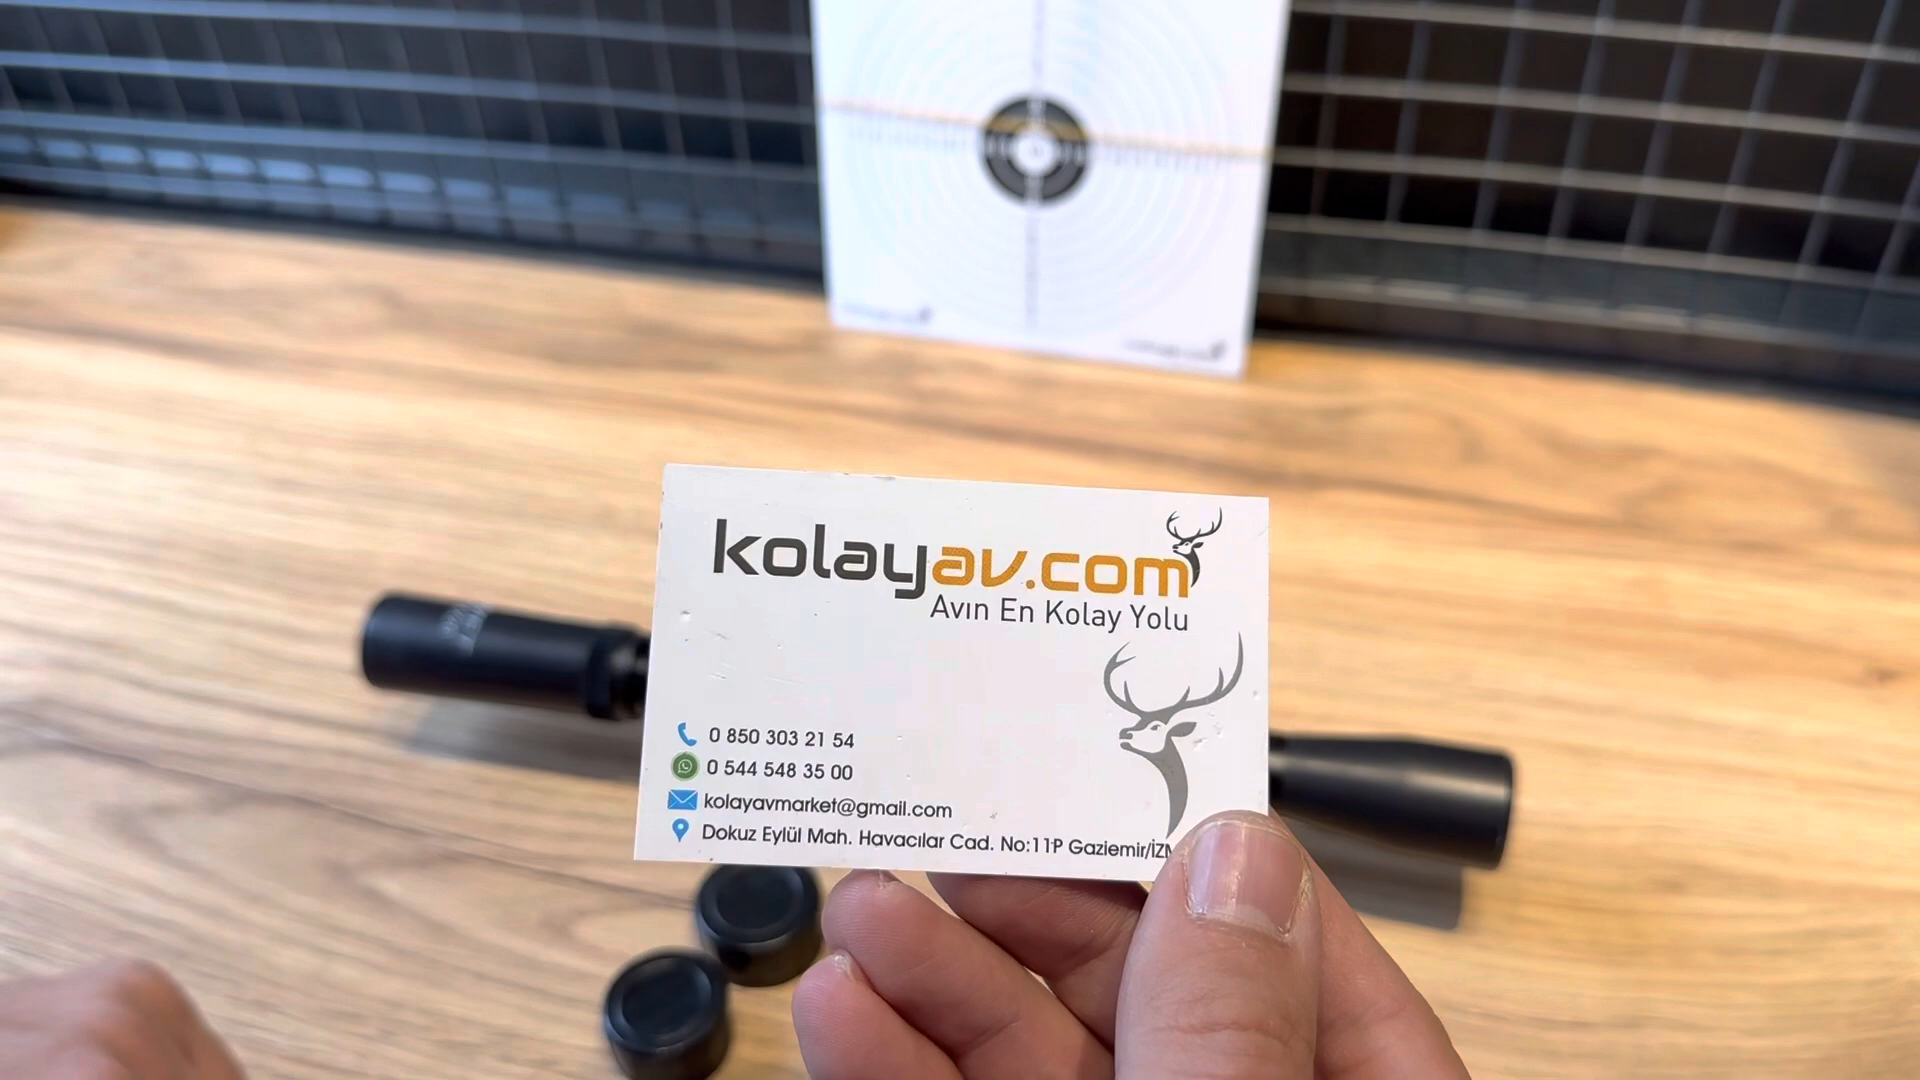 kolayav.com
Avın En Kolay Yolu
0 850 303 21 54
0 544 548 35 00
kolayavmarket@gmail.com
Dokuz Eylül Mah. Havacılar Cad. No:11P Gaziemir/İZM